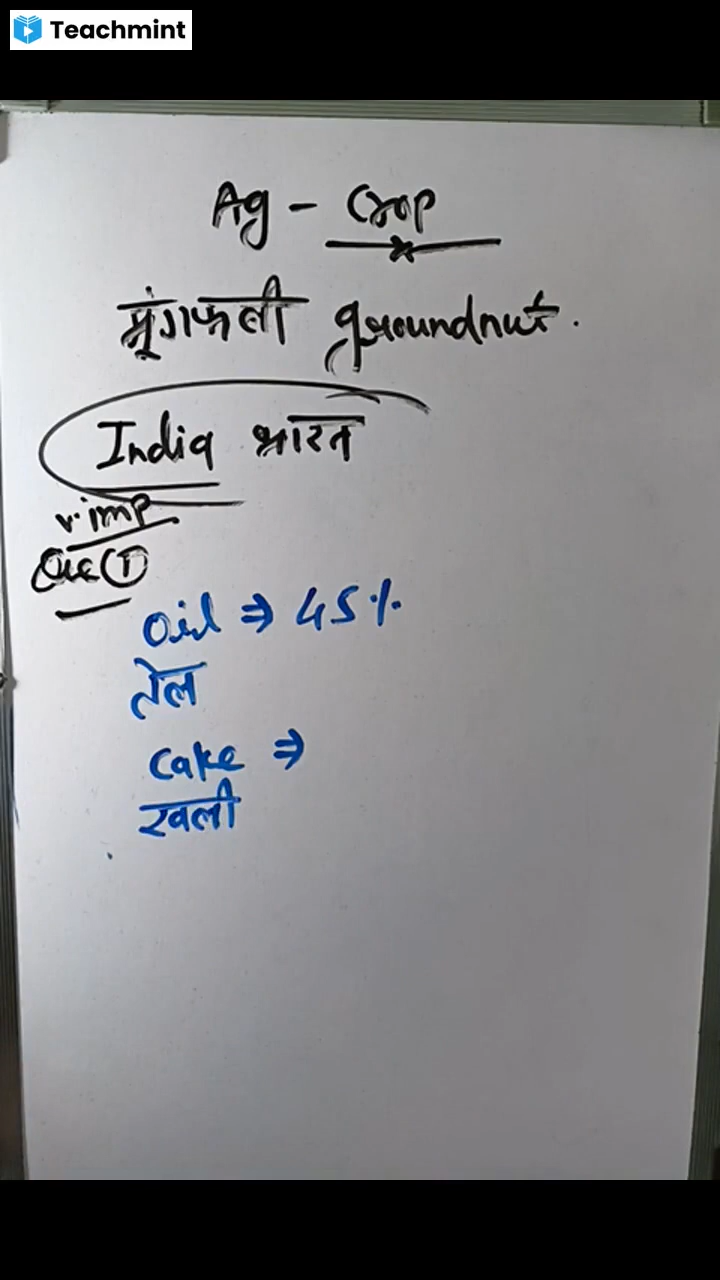 Teachmint
Ag - Crop
मूंगफली groundnut.
India भारत
v.imp
Que ①
Oil ⇒ 45%
तेल
Cake ⇒
खली